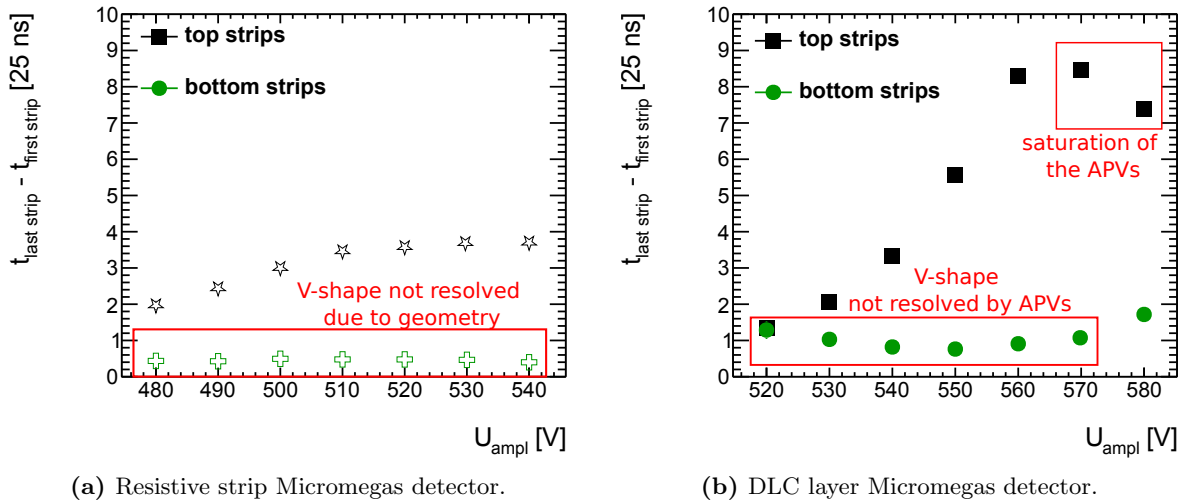 t_last strip - t_first strip [25 ns]
10
9
8
7
6
5
4
3
2
1
0
top strips
bottom strips
V-shape not resolved
due to geometry
480 490 500 510 520 530 540
U_ampl [V]
(a) Resistive strip Micromegas detector.
t_last strip - t_first strip [25 ns]
10
9
8
7
6
5
4
3
2
1
0
top strips
bottom strips
saturation of
the APVs
V-shape
not resolved by APVs
520 530 540 550 560 570 580
U_ampl [V]
(b) DLC layer Micromegas detector.